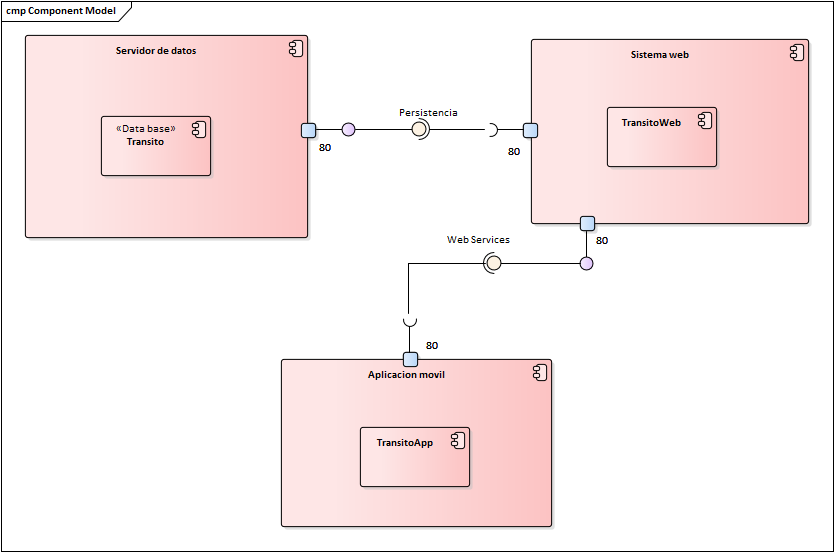 cmp Component Model
Servidor de datos
«Data base»
Transito
80
Persistencia
80
Sistema web
TransitoWeb
80
Web Services
80
Aplicacion movil
TransitoApp